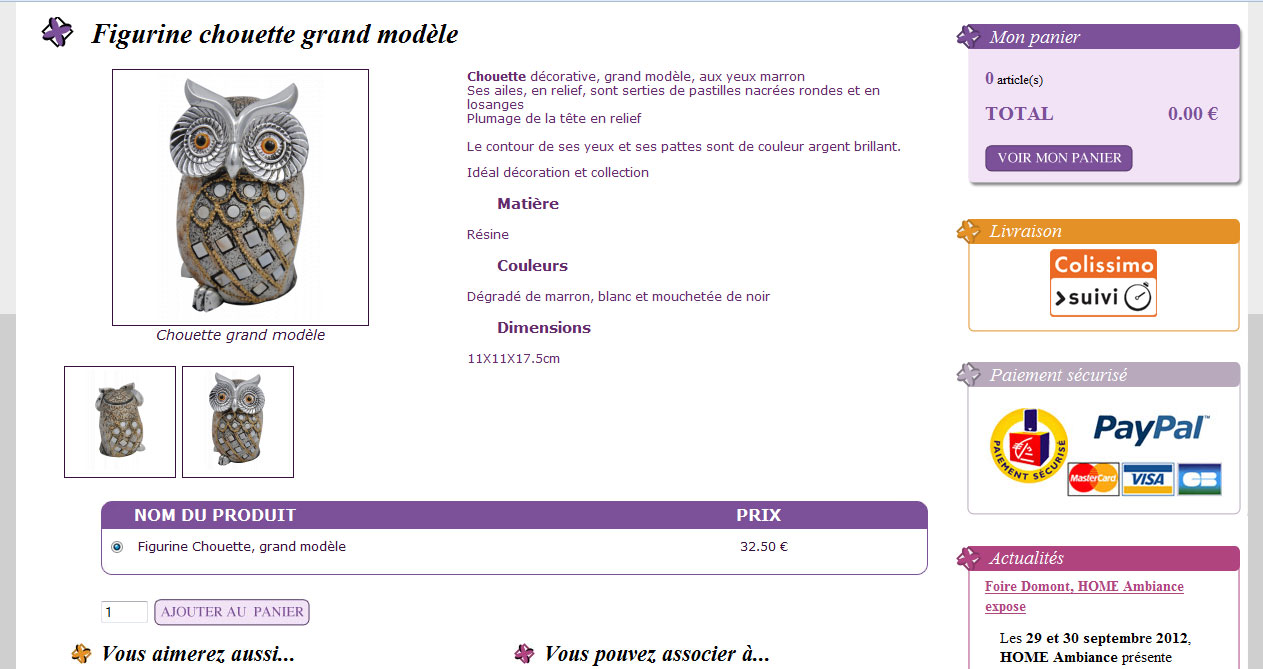 Figurine chouette grand modèle
Chouette décorative, grand modèle, aux yeux marron
Ses ailes, en relief, sont serties de pastilles nacrées rondes et en
losanges
Plumage de la tête en relief
Le contour de ses yeux et ses pattes sont de couleur argent brillant.
Idéal décoration et collection
Matière
Résine
Couleurs
Dégradé de marron, blanc et mouchetée de noir
Dimensions
11X11X17.5cm
Chouette grand modèle
NOM DU PRODUIT PRIX
Figurine Chouette, grand modèle 32.50 €
1 AJOUTER AU PANIER
Vous aimerez aussi...
Vous pouvez associer à...
Mon panier
0 article(s)
TOTAL 0.00 €
VOIR MON PANIER
Livraison
Colissimo
suivi
Paiement sécurisé
PAIEMENT SÉCURISÉ
€/$
PayPal™
MasterCard VISA CB
Actualités
Foire Domont, HOME Ambiance
expose
Les 29 et 30 septembre 2012,
HOME Ambiance présente